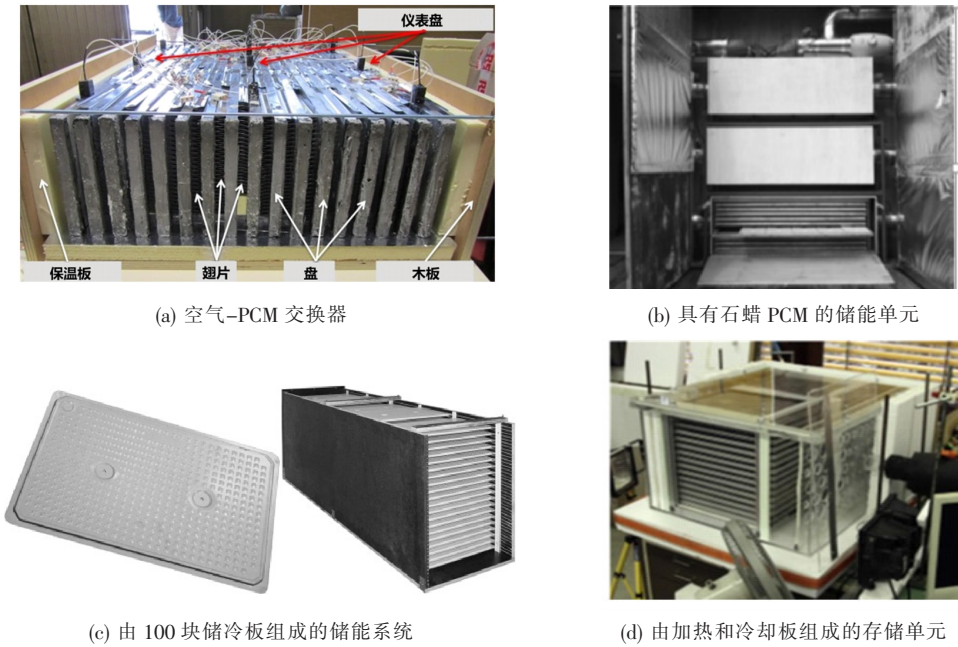 仪表盘
保温板 翅片 盘 木板
(a) 空气-PCM 交换器
(b) 具有石蜡 PCM 的储能单元
(c) 由 100 块储冷板组成的储能系统
(d) 由加热和冷却板组成的存储单元